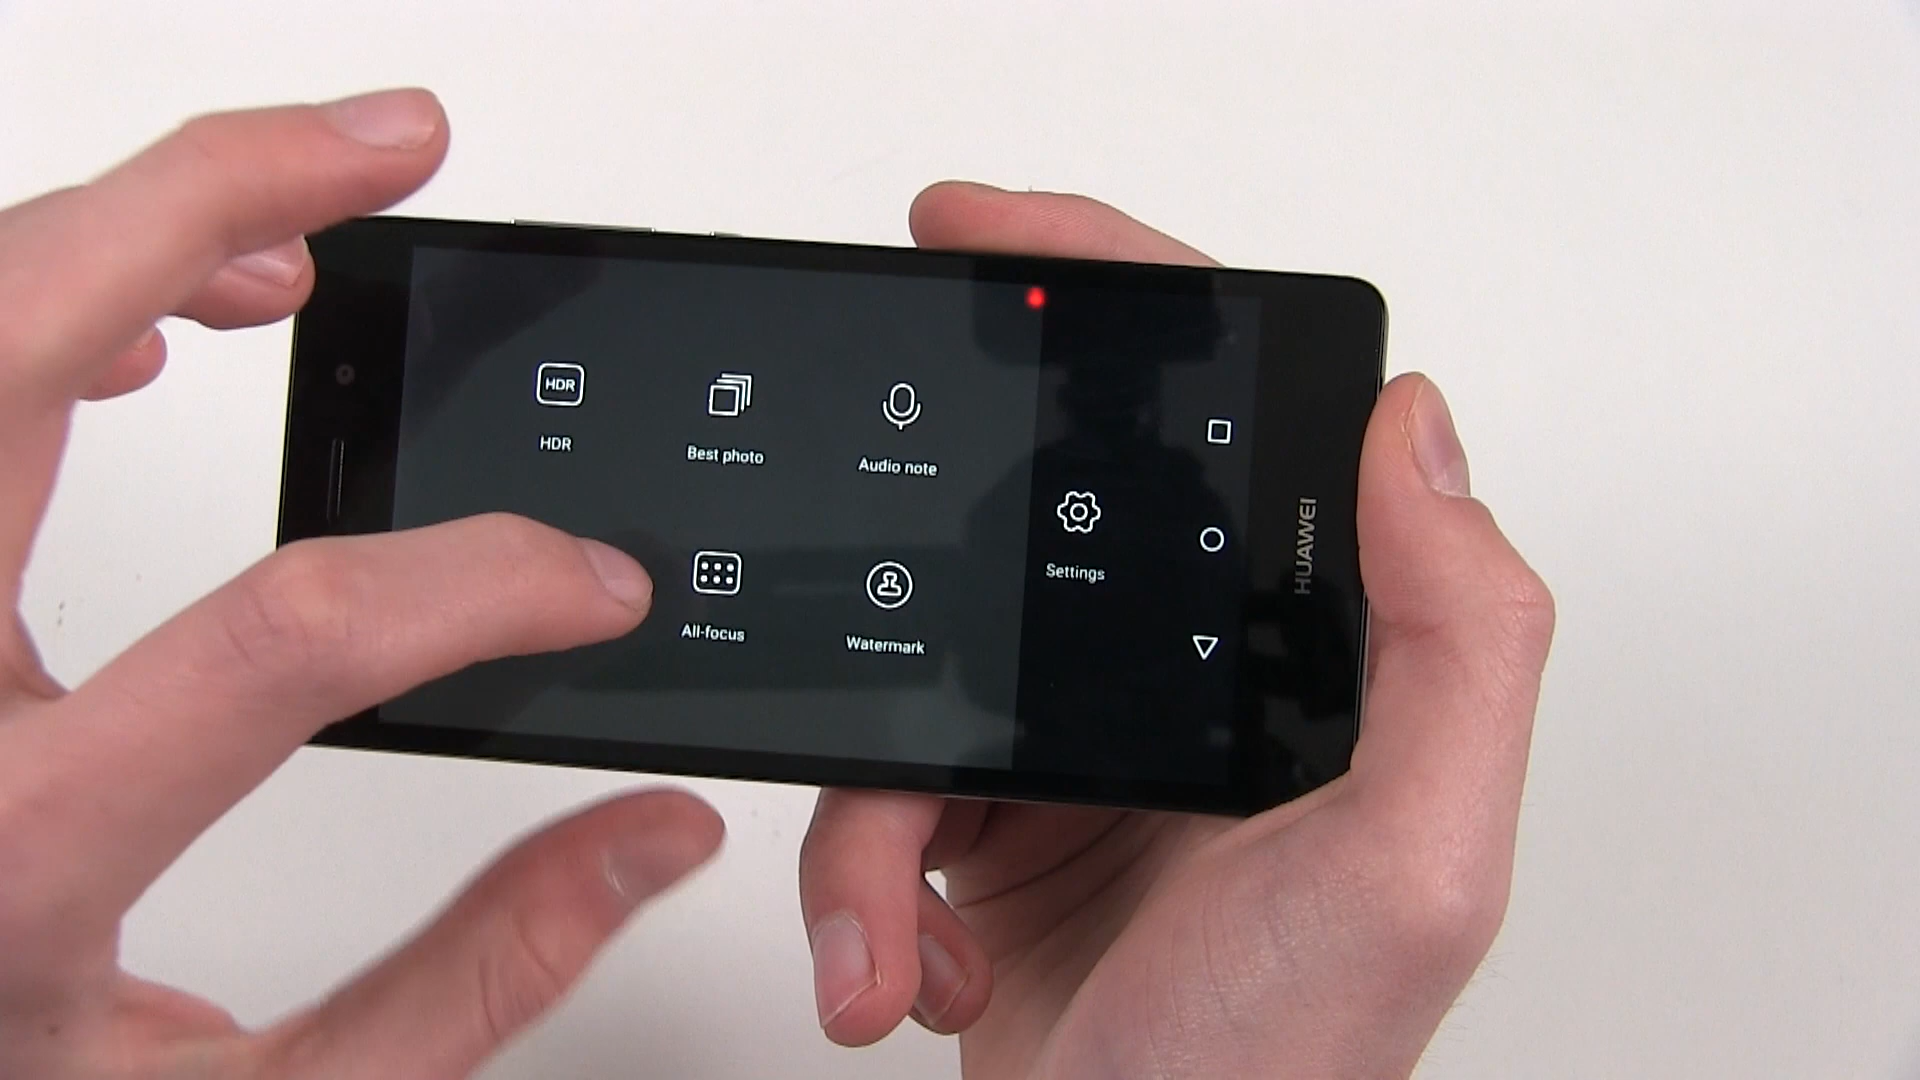 HDR
HDR
Best photo
Audio note
All-focus
Watermark
Settings
HUAWEI